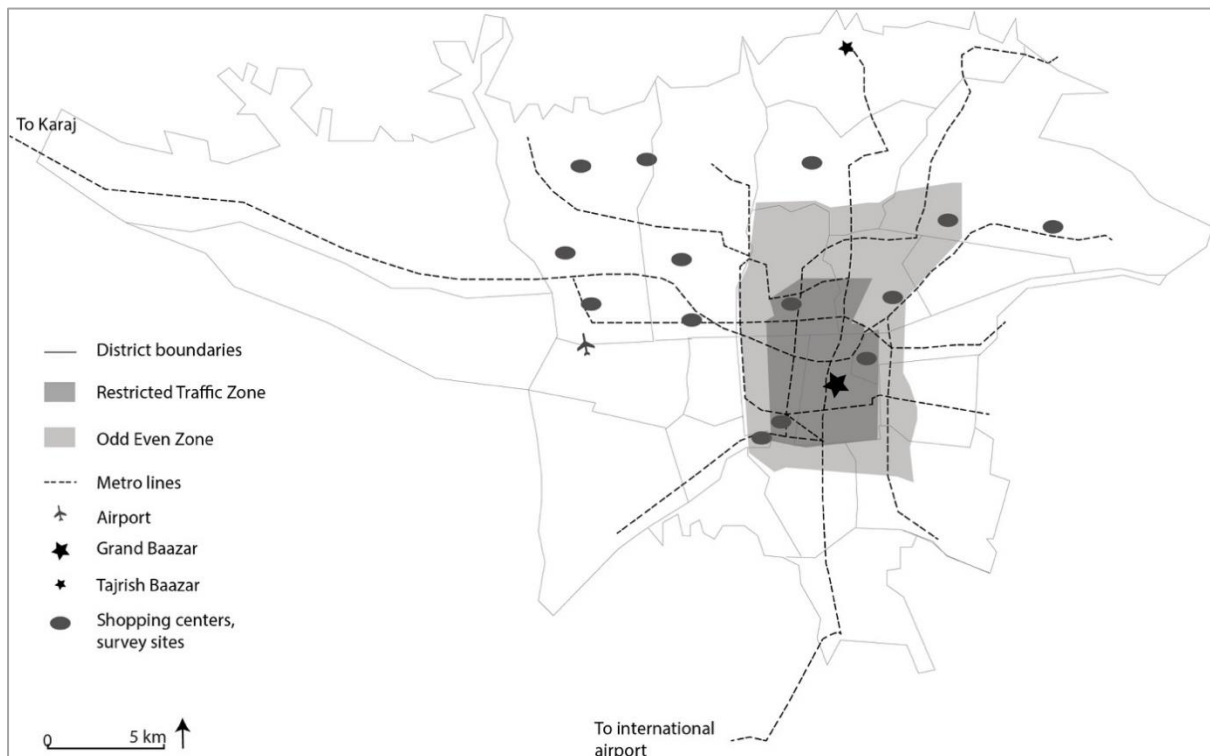 To Karaj
District boundaries
Restricted Traffic Zone
Odd Even Zone
Metro lines
Airport
Grand Baazar
Tajrish Baazar
Shopping centers,
survey sites
0 5 km
To international
airport